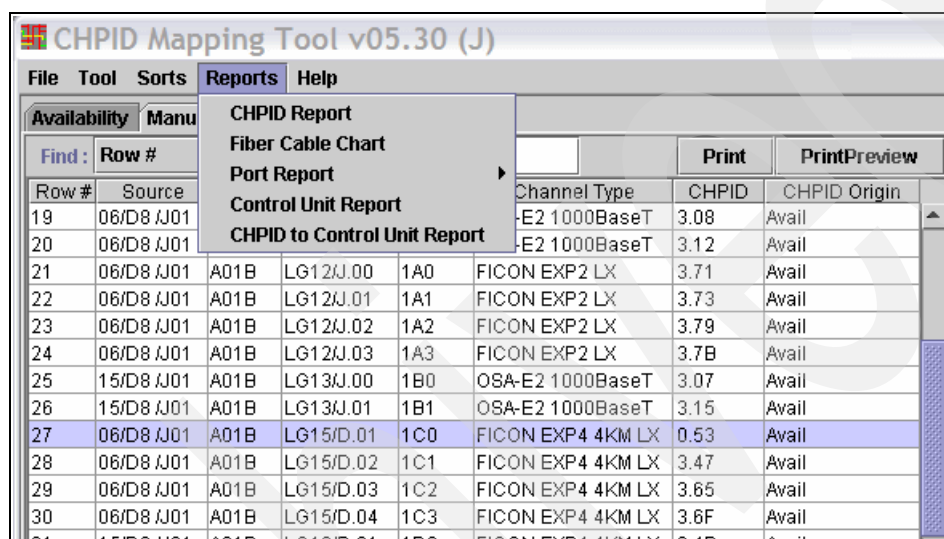 CHPID Mapping Tool v05.30 (J)
File Tool Sorts Reports Help
Availability Manu
CHPID Report
Fiber Cable Chart
Port Report
Control Unit Report
CHPID to Control Unit Report
Find : Row # Print PrintPreview
Row # Source Channel Type CHPID CHPID Origin
19 06/D8 /J01 -E2 1000BaseT 3.08 Avail
20 06/D8 /J01 -E2 1000BaseT 3.12 Avail
21 06/D8 /J01 A01B LG12/J.00 1A0 FICON EXP2 LX 3.71 Avail
22 06/D8 /J01 A01B LG12/J.01 1A1 FICON EXP2 LX 3.73 Avail
23 06/D8 /J01 A01B LG12/J.02 1A2 FICON EXP2 LX 3.79 Avail
24 06/D8 /J01 A01B LG12/J.03 1A3 FICON EXP2 LX 3.7B Avail
25 15/D8 /J01 A01B LG13/J.00 1B0 OSA-E2 1000BaseT 3.07 Avail
26 15/D8 /J01 A01B LG13/J.01 1B1 OSA-E2 1000BaseT 3.15 Avail
27 06/D8 /J01 A01B LG15/D.01 1C0 FICON EXP4 4KM LX 0.53 Avail
28 06/D8 /J01 A01B LG15/D.02 1C1 FICON EXP4 4KM LX 3.47 Avail
29 06/D8 /J01 A01B LG15/D.03 1C2 FICON EXP4 4KM LX 3.65 Avail
30 06/D8 /J01 A01B LG15/D.04 1C3 FICON EXP4 4KM LX 3.6F Avail